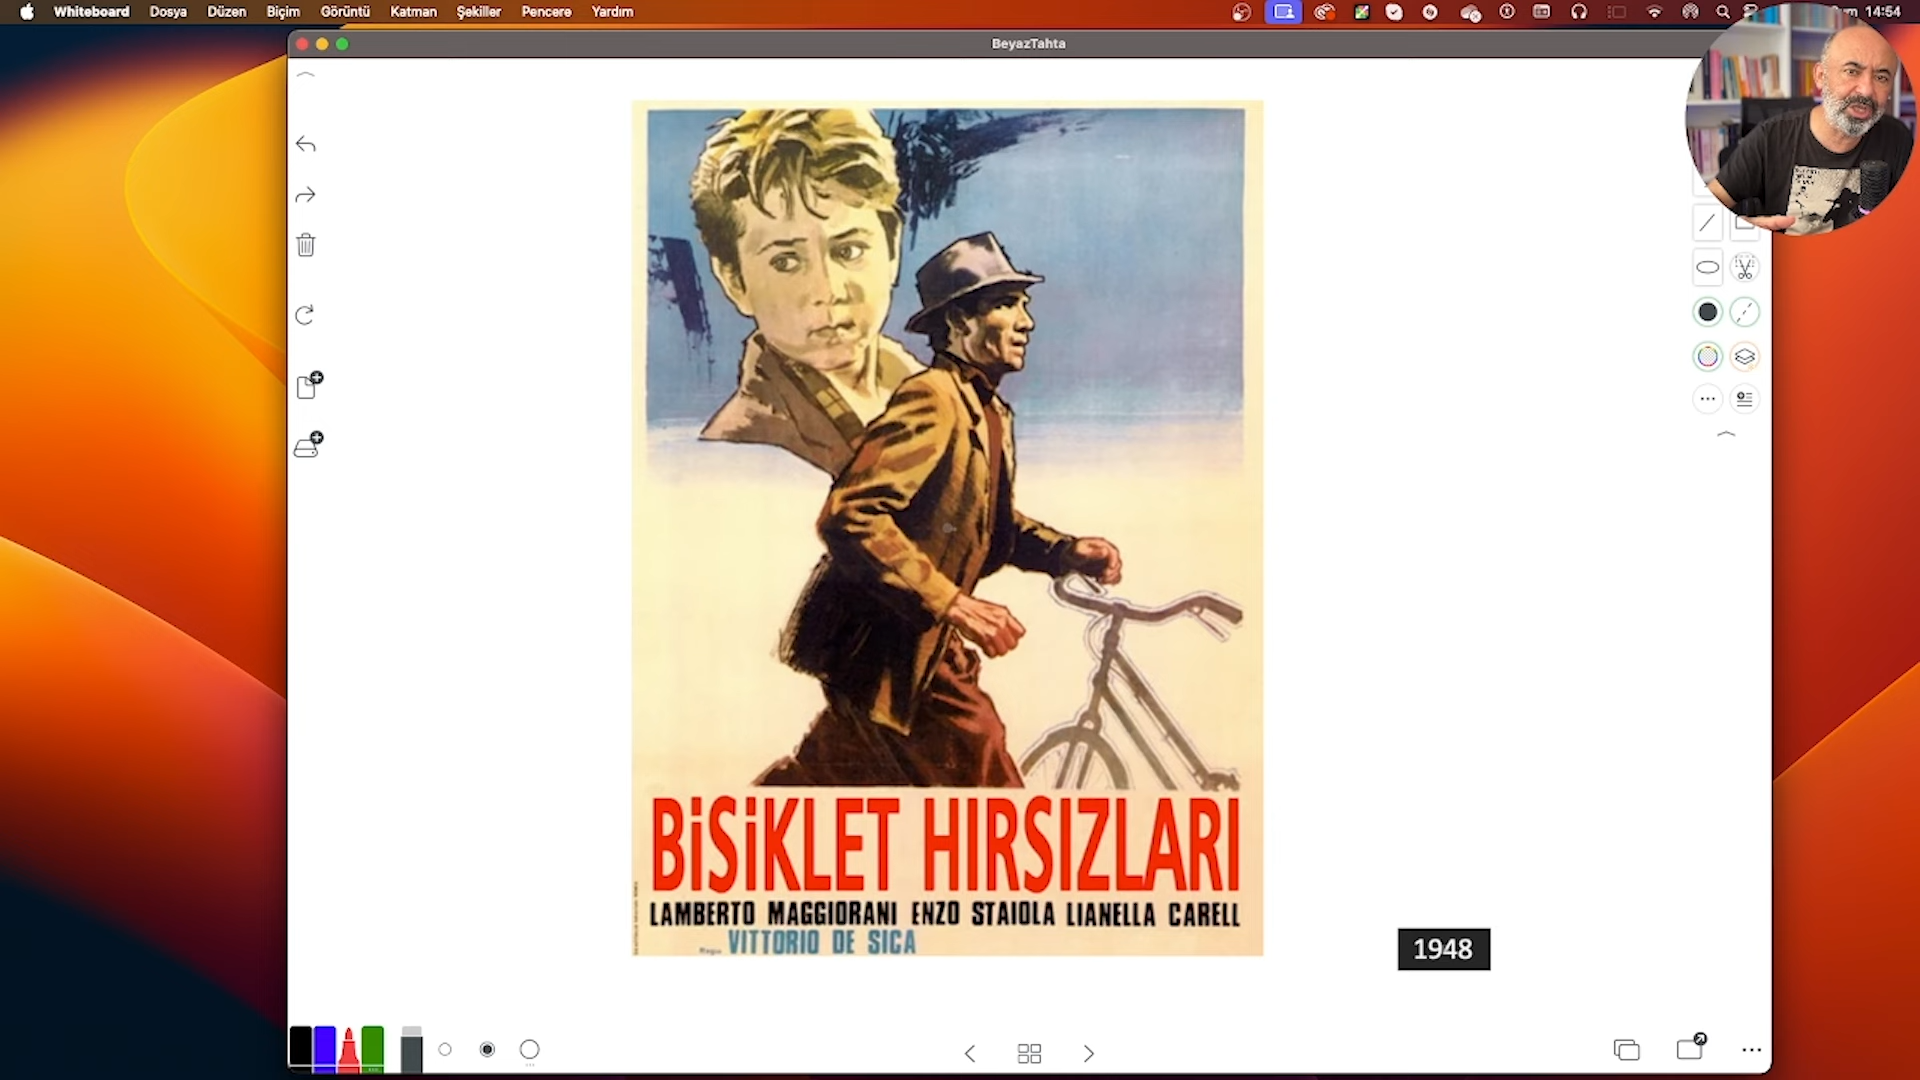 Whiteboard Dosya Düzen Biçim Görüntü Katman Şekiller Pencere Yardım
14:54
BeyazTahta
BiSiKLET HIRSIZLARI
LAMBERTO MAGGIORANI ENZO STAIOLA LIANELLA CARELL
VITTORIO DE SICA
1948